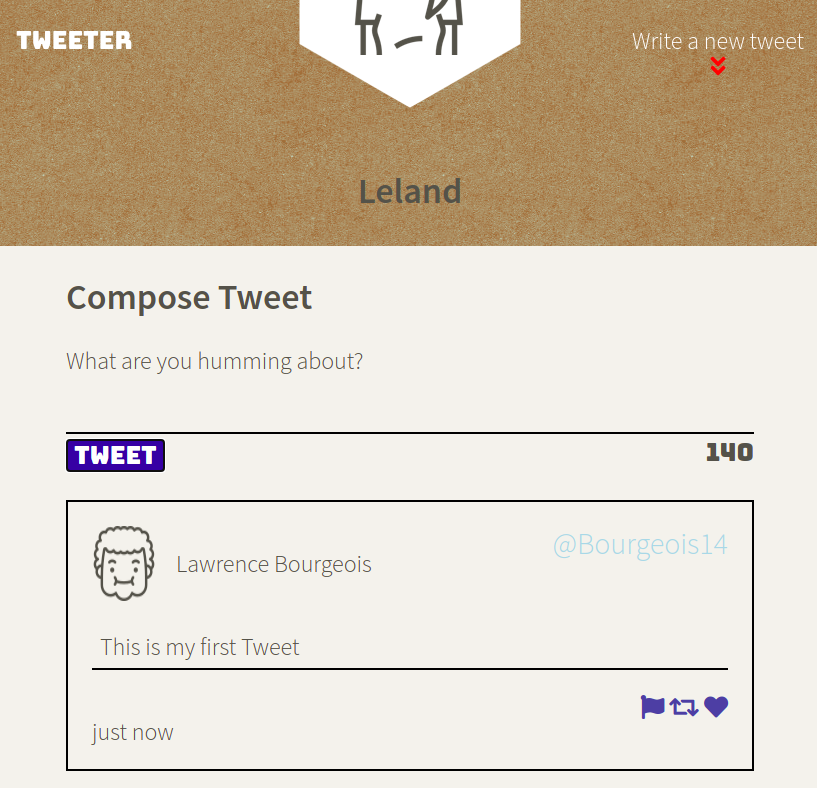 TWEETER
Write a new tweet
Leland
Compose Tweet
What are you humming about?
TWEET
140
Lawrence Bourgeois
@Bourgeois14
This is my first Tweet
just now